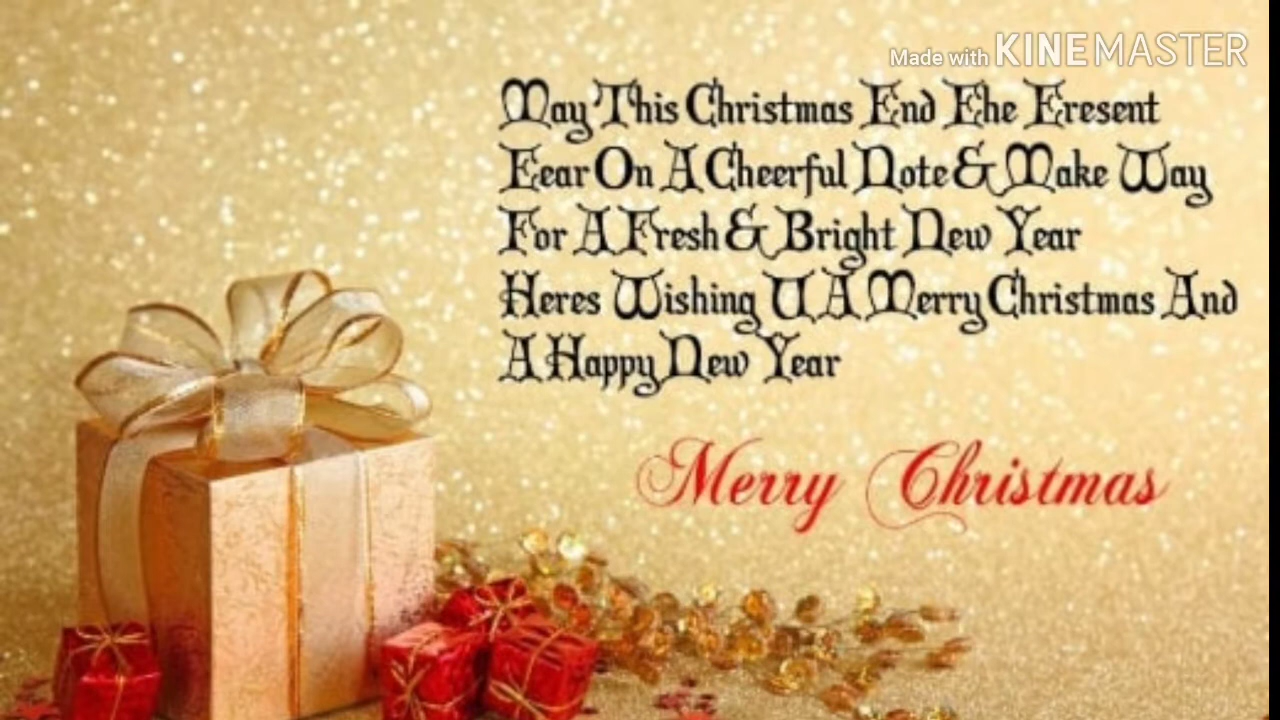 Made with KINEMASTER
May This Christmas End Ehe Eresent
Eear On A Cheerful Note & Make Way
For A Fresh & Bright New Year
Heres Wishing U A Merry Christmas And
A Happy New Year
Merry Christmas